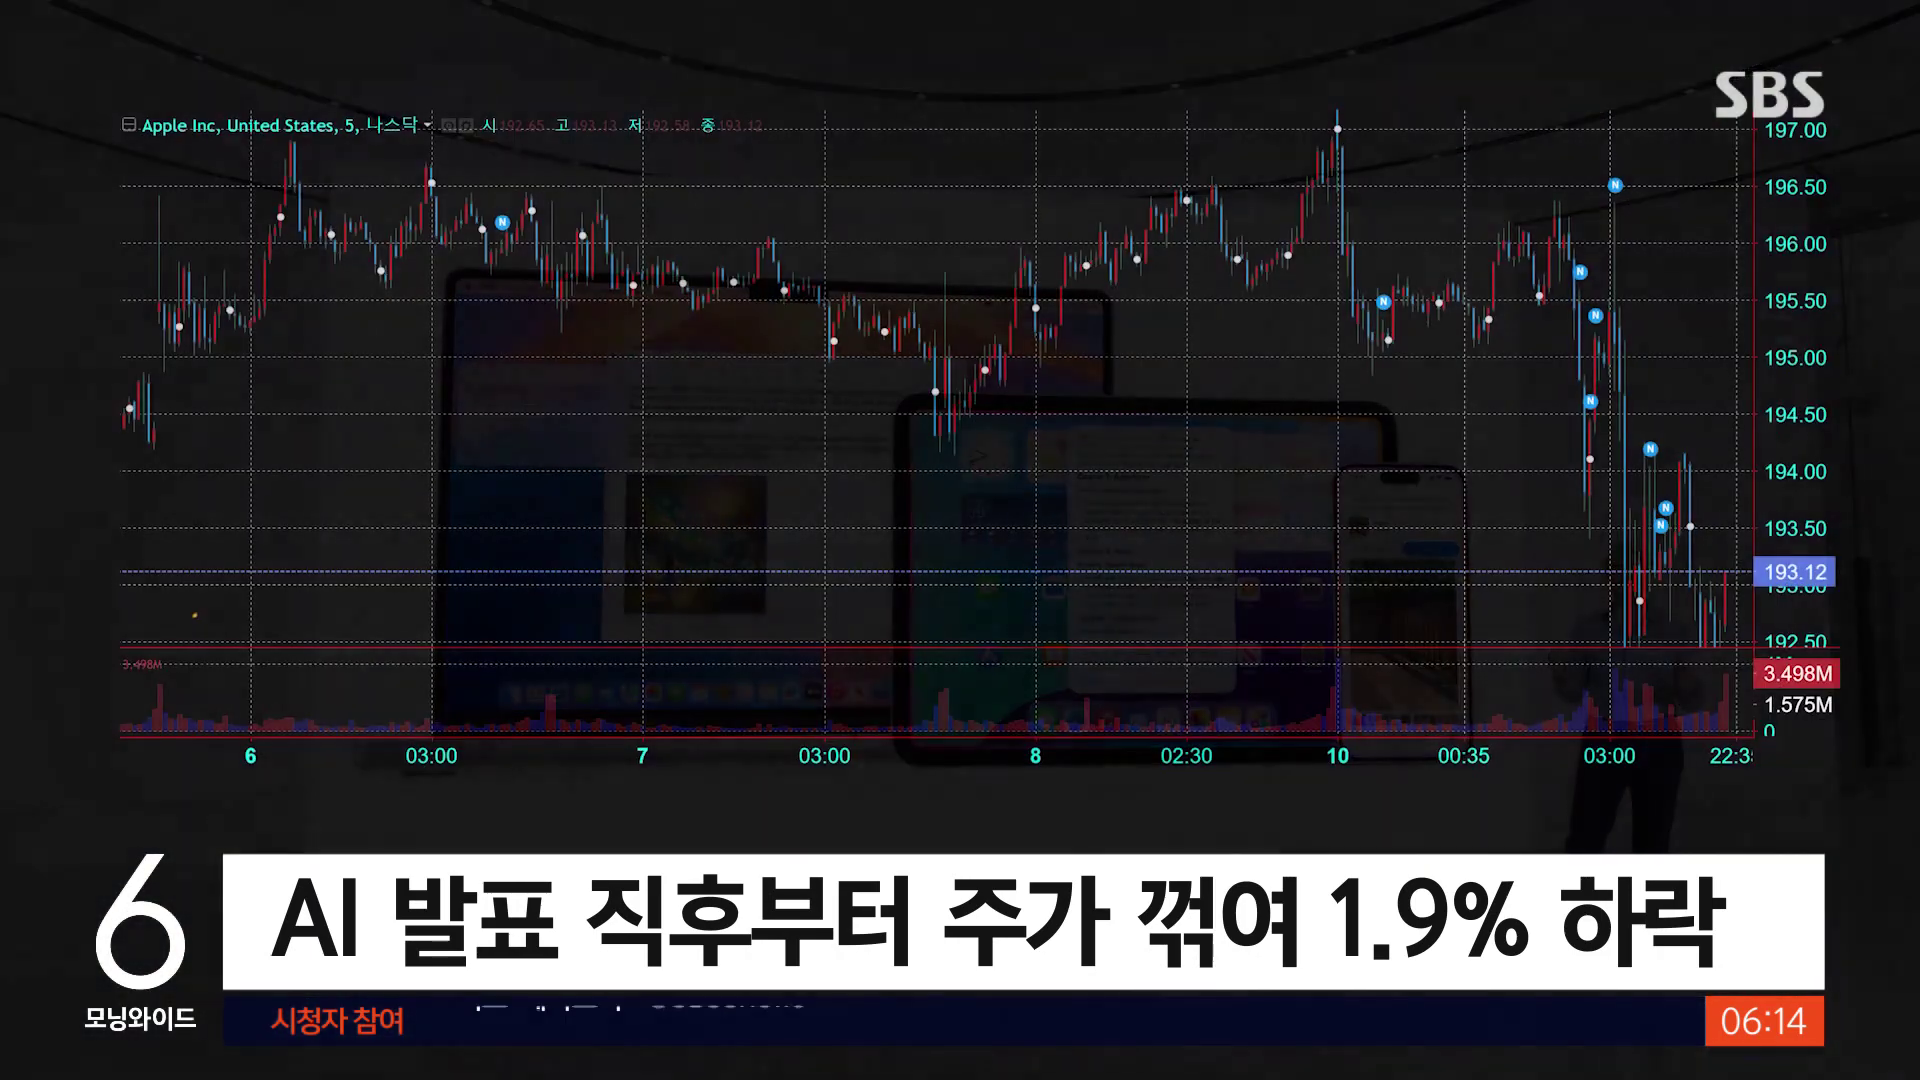 SBS
Apple Inc, United States, 5, 나스닥 시 192.65 고 193.13 저 192.58 종 193.12
197.00
196.50
196.00
195.50
195.00
194.50
194.00
193.50
193.12
193.00
192.50
3.498M
3.498M
1.575M
0
6 03:00 7 03:00 8 02:30 10 00:35 03:00
N
N
N
N
N
N
N
N
N
6
모닝와이드
AI 발표 직후부터 주가 꺾여 1.9% 하락
시청자 참여
06:14